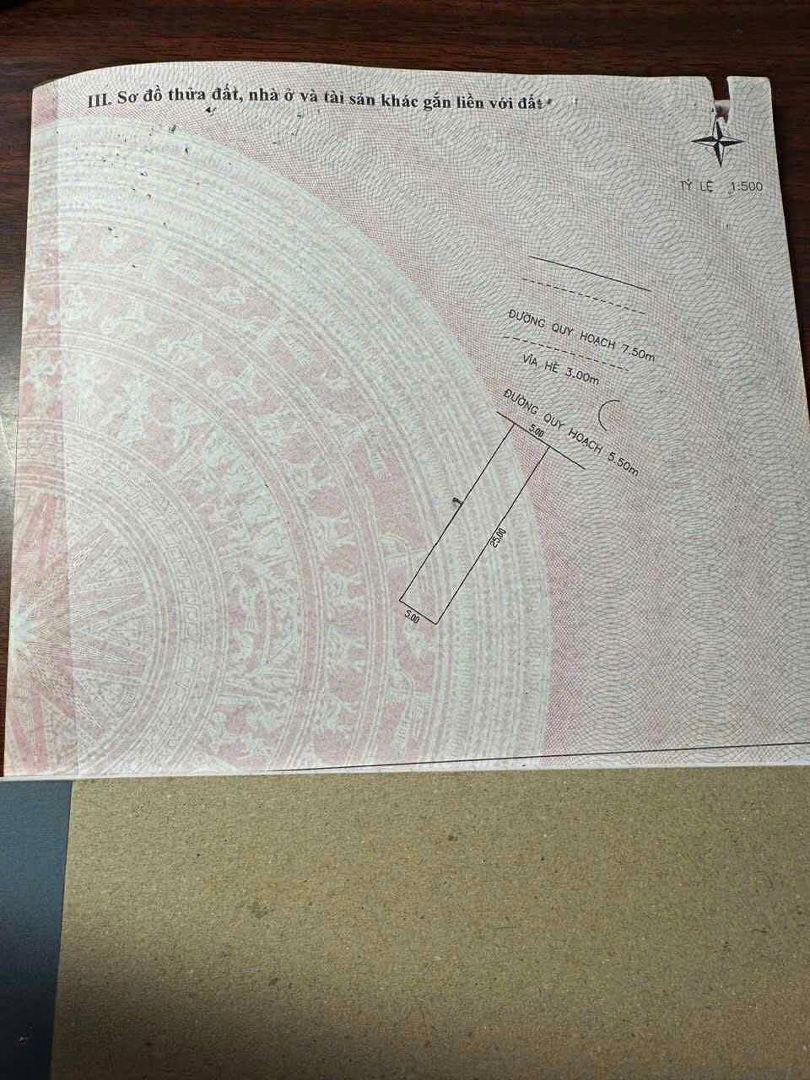 III. Sơ đồ thửa đất, nhà ở và tài sản khác gắn liền với đất
TỶ LỆ 1:500
ĐƯỜNG QUY HOẠCH 7.50m
VỈA HÈ 3.00m
ĐƯỜNG QUY HOẠCH 5.50m
5.00
25.00
5.00